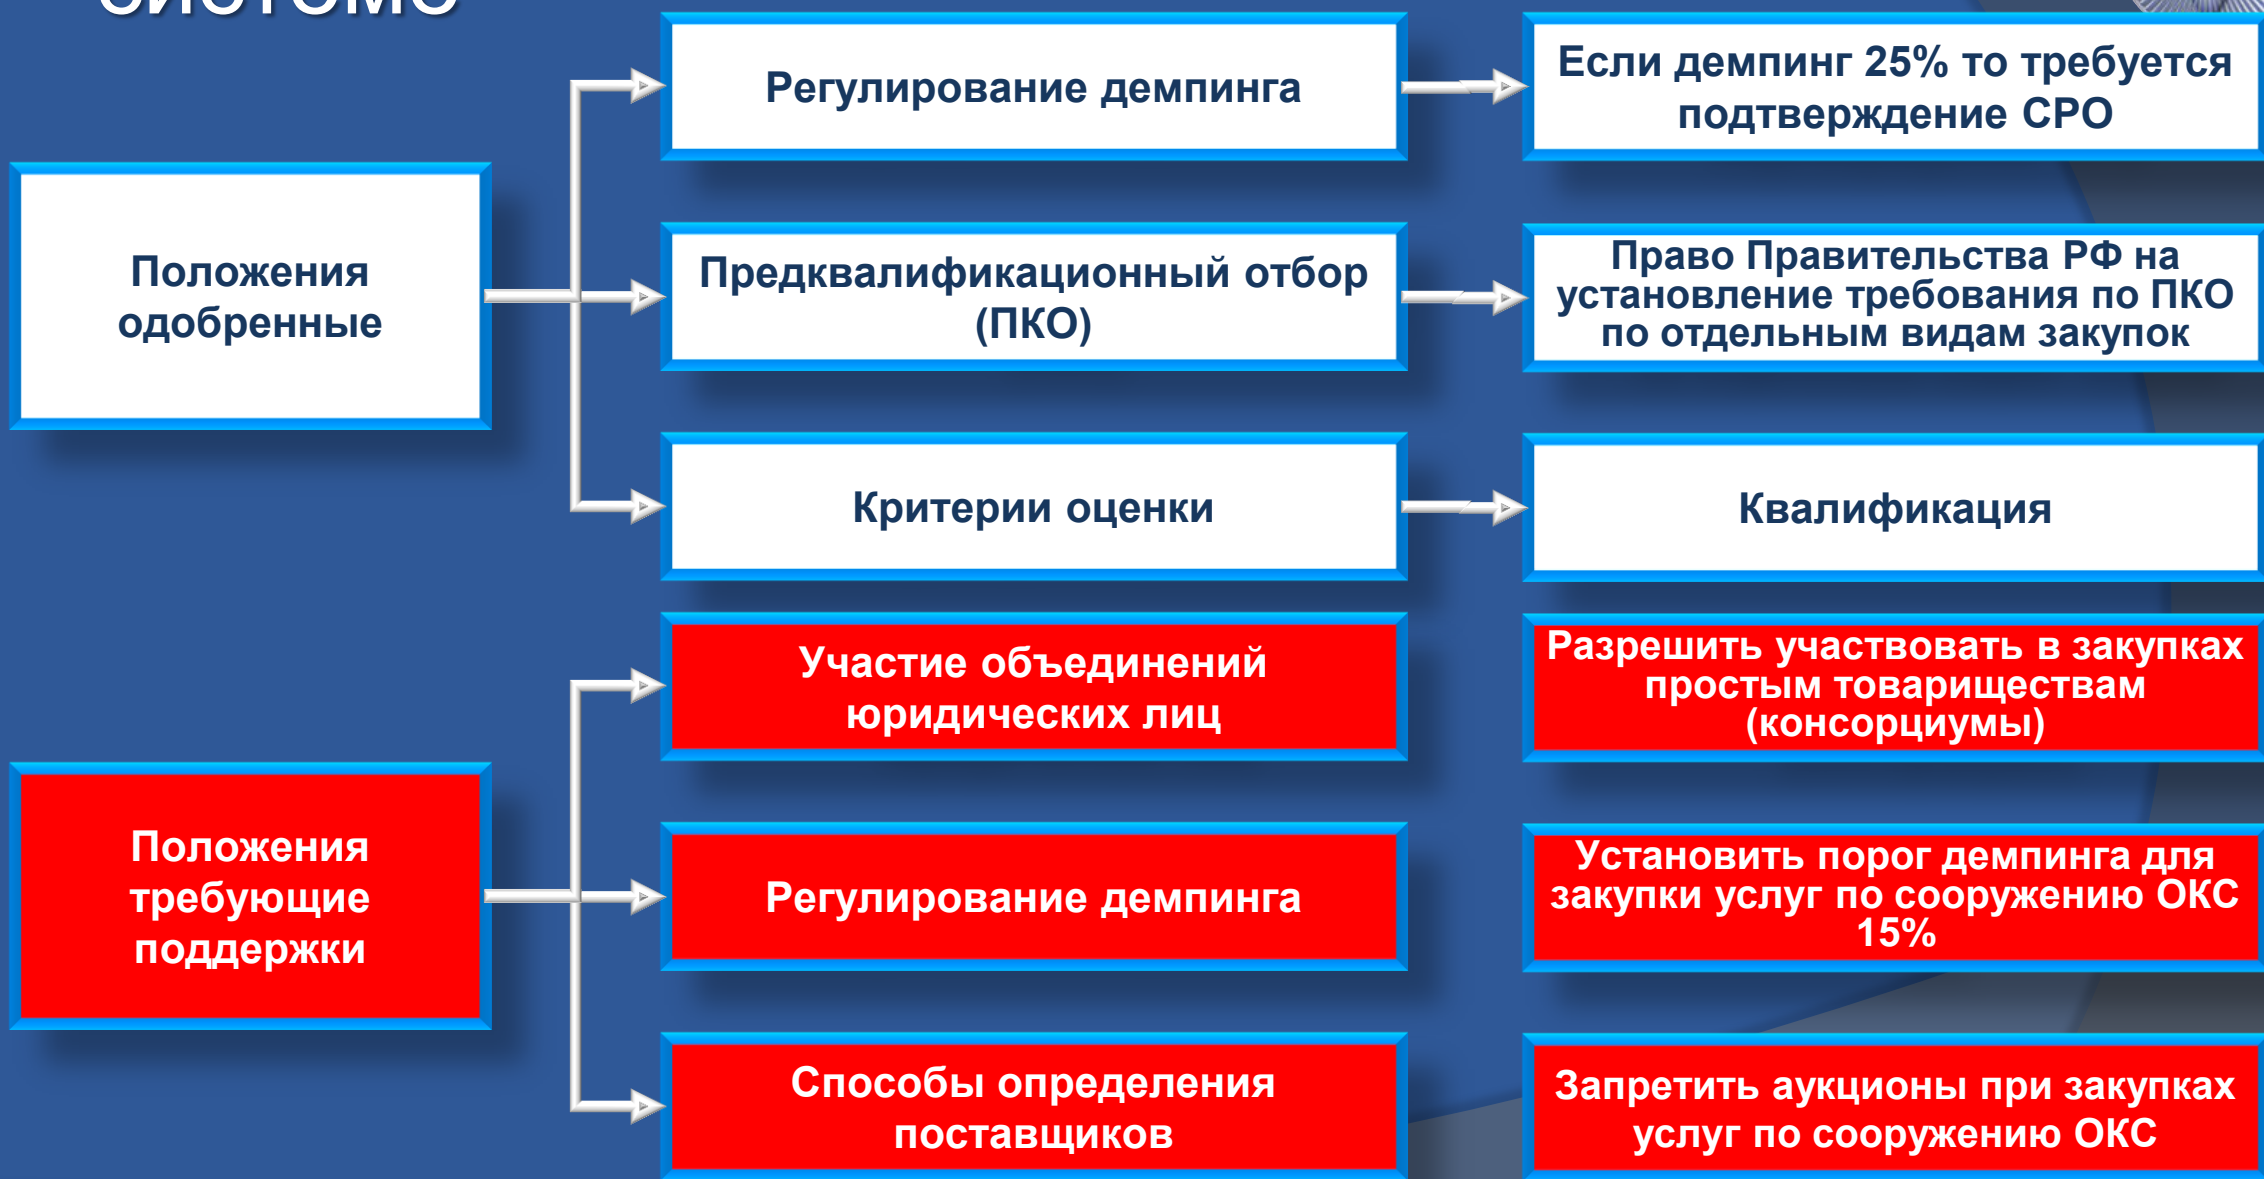 системе
Регулирование демпинга
Если демпинг 25% то требуется
подтверждение СРО
Положения
одобренные
Предквалификационный отбор
(ПКО)
Право Правительства РФ на
установление требования по ПКО
по отдельным видам закупок
Критерии оценки
Квалификация
Положения
требующие
поддержки
Участие объединений
юридических лиц
Разрешить участвовать в закупках
простым товариществам
(консорциумы)
Регулирование демпинга
Установить порог демпинга для
закупки услуг по сооружению ОКС
15%
Способы определения
поставщиков
Запретить аукционы при закупках
услуг по сооружению ОКС